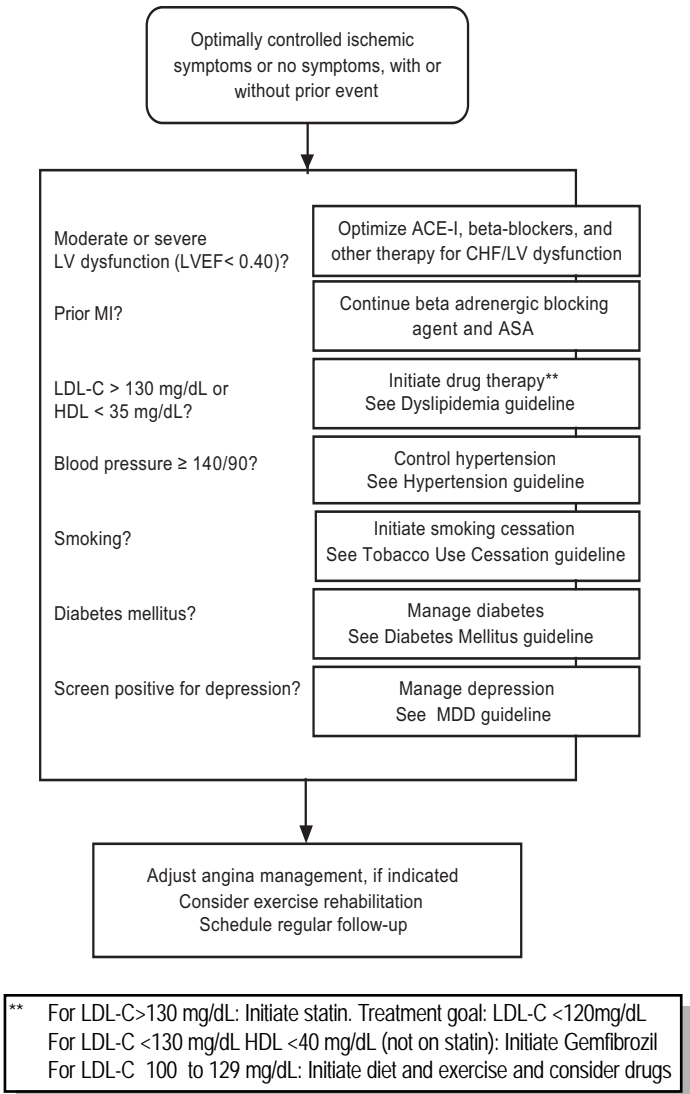 Optimally controlled ischemic
symptoms or no symptoms, with or
without prior event
Moderate or severe
LV dysfunction (LVEF< 0.40)?
Optimize ACE-I, beta-blockers, and
other therapy for CHF/LV dysfunction
Prior MI?
Continue beta adrenergic blocking
agent and ASA
LDL-C > 130 mg/dL or
HDL < 35 mg/dL?
Initiate drug therapy**
See Dyslipidemia guideline
Blood pressure ≥ 140/90?
Control hypertension
See Hypertension guideline
Smoking?
Initiate smoking cessation
See Tobacco Use Cessation guideline
Diabetes mellitus?
Manage diabetes
See Diabetes Mellitus guideline
Screen positive for depression?
Manage depression
See MDD guideline
Adjust angina management, if indicated
Consider exercise rehabilitation
Schedule regular follow-up
** For LDL-C>130 mg/dL: Initiate statin. Treatment goal: LDL-C <120mg/dL
For LDL-C <130 mg/dL HDL <40 mg/dL (not on statin): Initiate Gemfibrozil
For LDL-C 100 to 129 mg/dL: Initiate diet and exercise and consider drugs